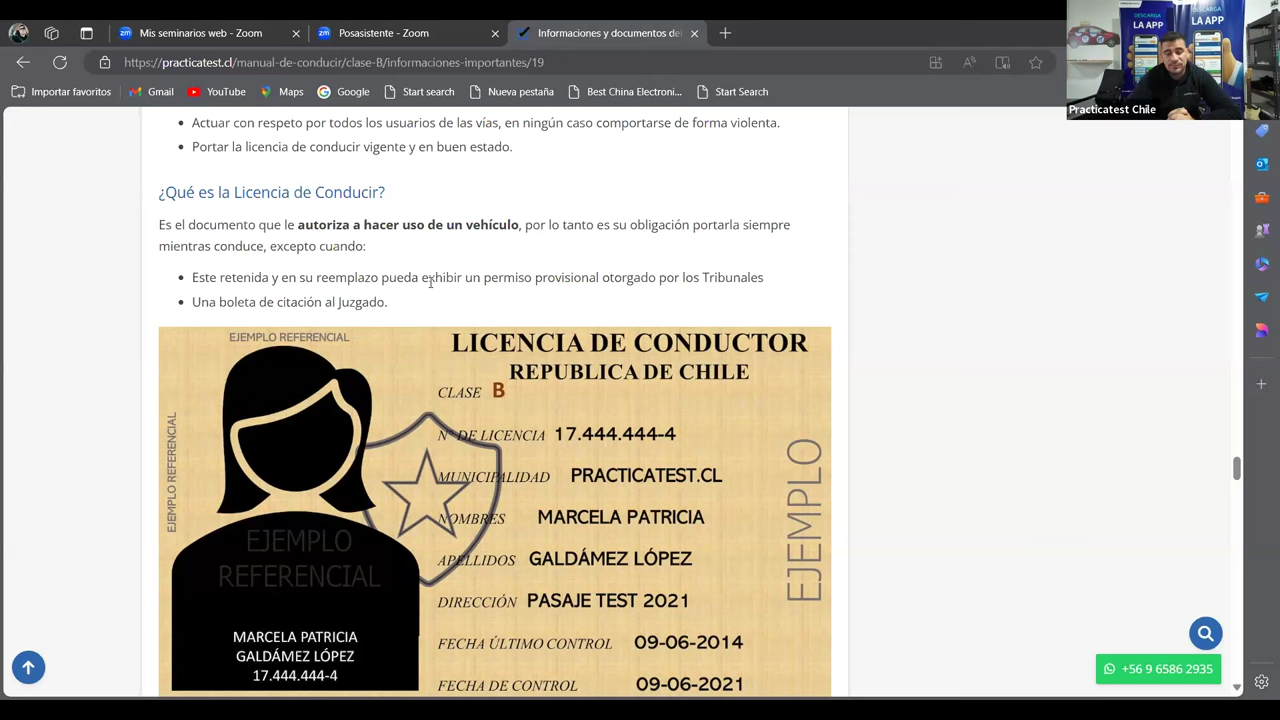 Mis seminarios web - Zoom
Posasistente - Zoom
Informaciones y documentos del
https://practicatest.cl/manual-de-conducir/clase-B/informaciones-importantes/19
Importar favoritos
Gmail
YouTube
Maps
Google
Start search
Nueva pestaña
Best China Electroni...
Start Search
DESCARGA
LA APP
DESCARGA
LA APP
Practicatest Chile
Actuar con respeto por todos los usuarios de las vías, en ningún caso comportarse de forma violenta.
Portar la licencia de conducir vigente y en buen estado.
¿Qué es la Licencia de Conducir?
Es el documento que le autoriza a hacer uso de un vehículo, por lo tanto es su obligación portarla siempre
mientras conduce, excepto cuando:
Este retenida y en su reemplazo pueda exhibir un permiso provisional otorgado por los Tribunales
Una boleta de citación al Juzgado.
EJEMPLO REFERENCIAL
LICENCIA DE CONDUCTOR
REPUBLICA DE CHILE
CLASE B
N° DE LICENCIA 17.444.444-4
MUNICIPALIDAD PRACTICATEST.CL
NOMBRES MARCELA PATRICIA
APELLIDOS GALDÁMEZ LÓPEZ
DIRECCIÓN PASAJE TEST 2021
FECHA ÚLTIMO CONTROL 09-06-2014
FECHA DE CONTROL 09-06-2021
EJEMPLO REFERENCIAL
EJEMPLO
REFERENCIAL
MARCELA PATRICIA
GALDÁMEZ LÓPEZ
17.444.444-4
EJEMPLO
+56 9 6586 2935